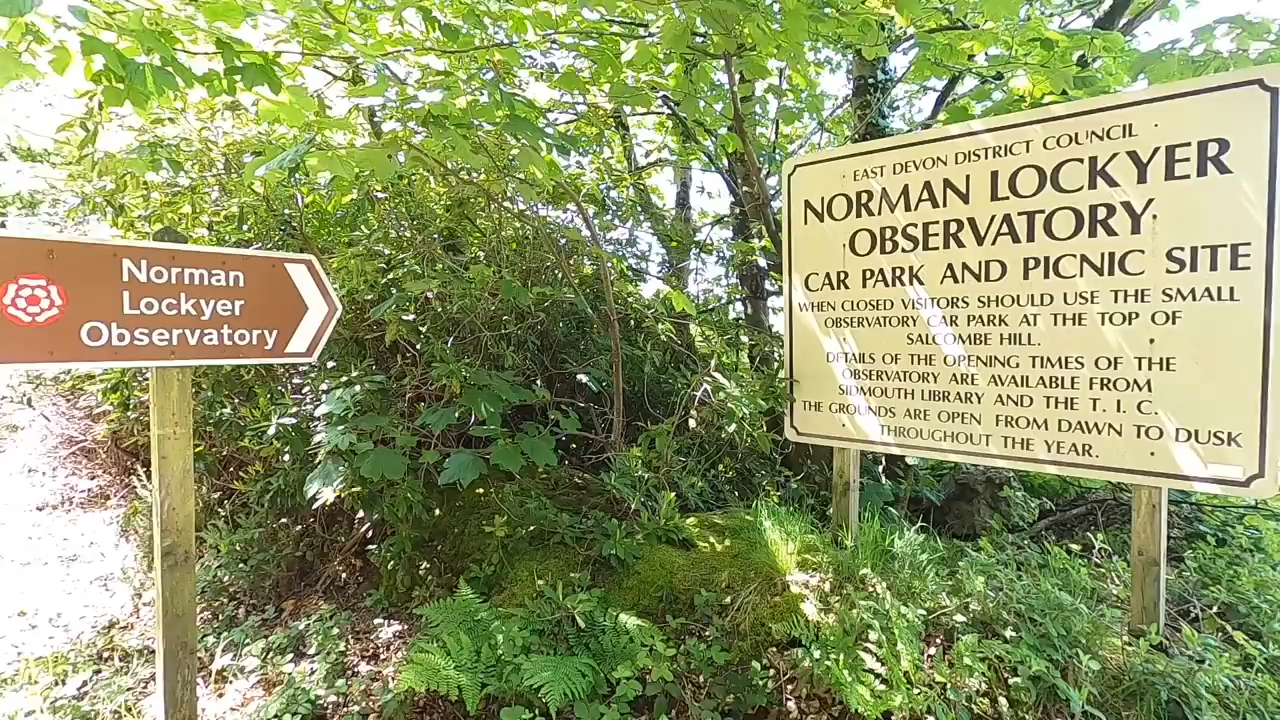 Norman
Lockyer
Observatory
EAST DEVON DISTRICT COUNCIL
NORMAN LOCKYER
OBSERVATORY
CAR PARK AND PICNIC SITE
WHEN CLOSED VISITORS SHOULD USE THE SMALL
OBSERVATORY CAR PARK AT THE TOP OF
SALCOMBE HILL.
DETAILS OF THE OPENING TIMES OF THE
OBSERVATORY ARE AVAILABLE FROM
SIDMOUTH LIBRARY AND THE T. I. C.
THE GROUNDS ARE OPEN FROM DAWN TO DUSK
THROUGHOUT THE YEAR.